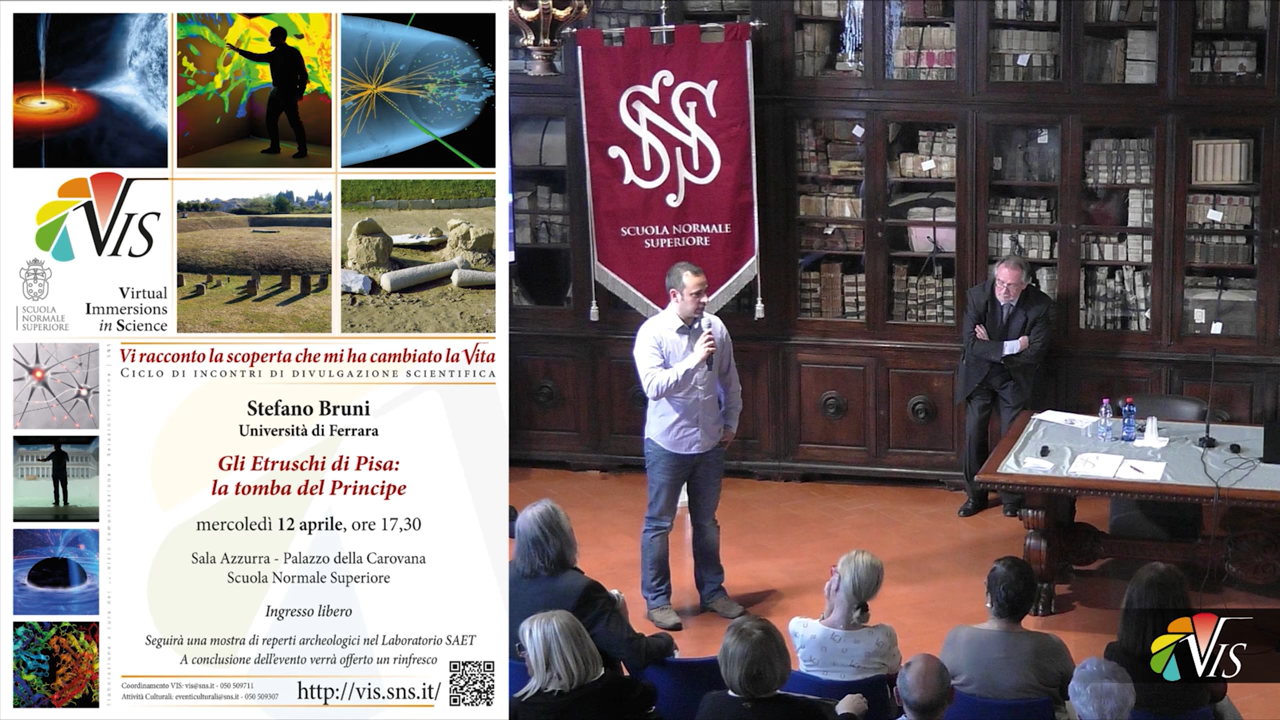 VIS
SCUOLA
NORMALE
SUPERIORE
Virtual
Immersions
in Science
Vi racconto la scoperta che mi ha cambiato la Vita
CICLO DI INCONTRI DI DIVULGAZIONE SCIENTIFICA
Stefano Bruni
Università di Ferrara
Gli Etruschi di Pisa:
la tomba del Principe
mercoledì 12 aprile, ore 17,30
Sala Azzurra - Palazzo della Carovana
Scuola Normale Superiore
Ingresso libero
Seguirà una mostra di reperti archeologici nel Laboratorio SAET
A conclusione dell'evento verrà offerto un rinfresco
Coordinamento VIS: vis@sns.it - 050 509711
Attività Culturali: eventiculturali@sns.it - 050 509307
http://vis.sns.it/
SNS
SCUOLA NORMALE
SUPERIORE
VIS